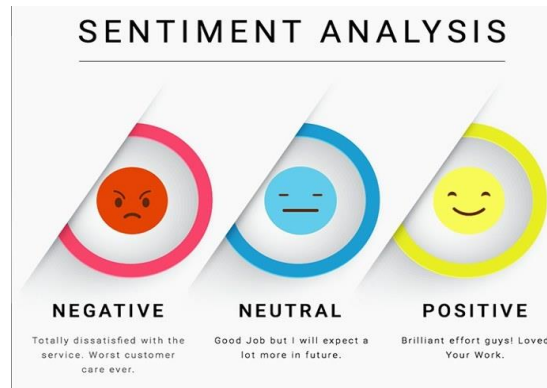 SENTIMENT ANALYSIS
NEGATIVE
Totally dissatisfied with the
service. Worst customer
care ever.
NEUTRAL
Good Job but I will expect a
lot more in future.
POSITIVE
Brilliant effort guys! Loved
Your Work.